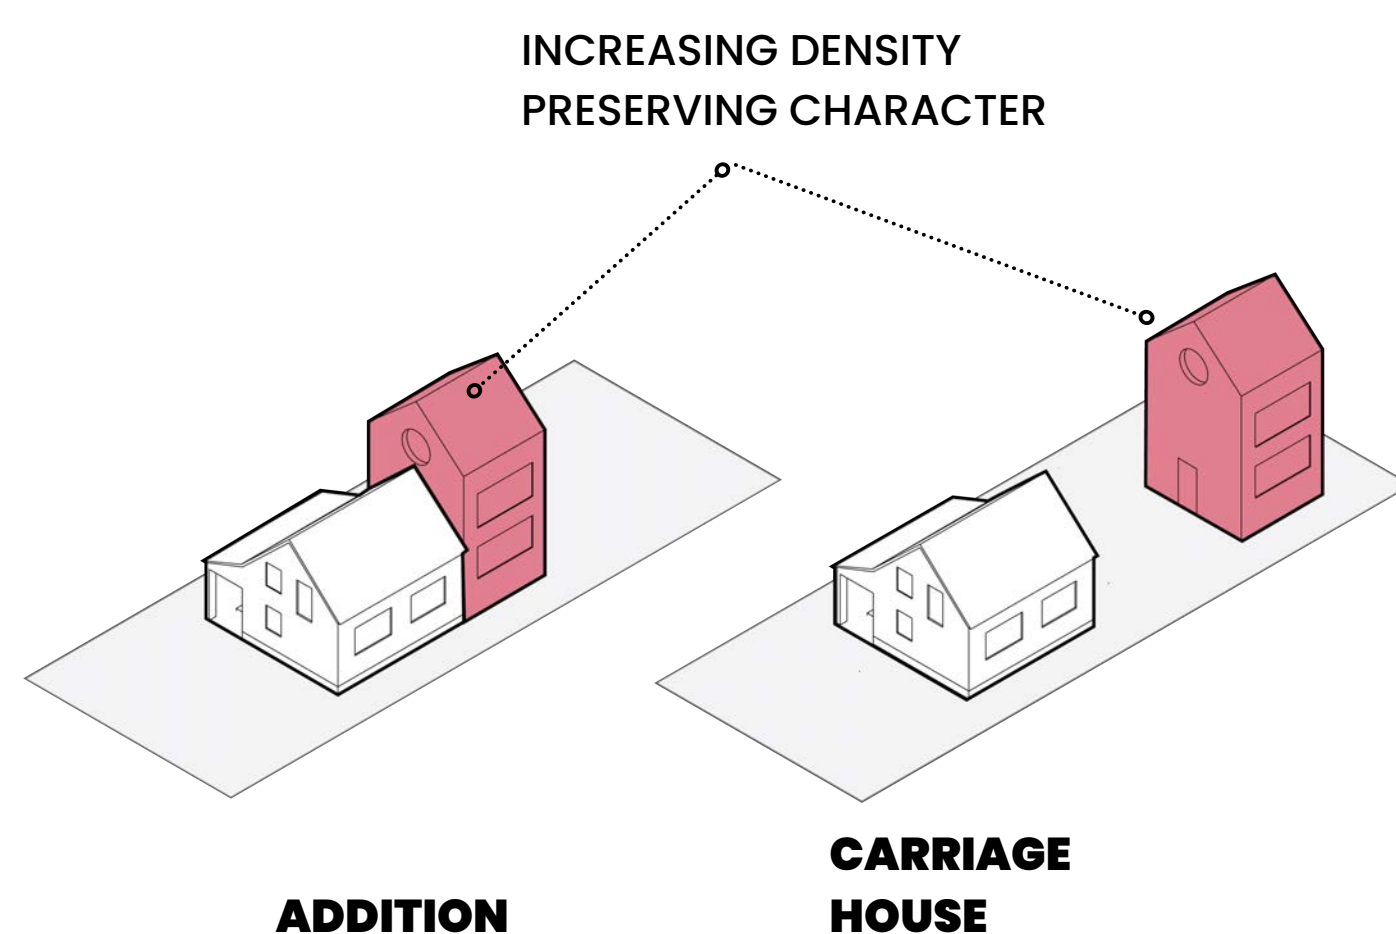 INCREASING DENSITY
PRESERVING CHARACTER
ADDITION
CARRIAGE
HOUSE